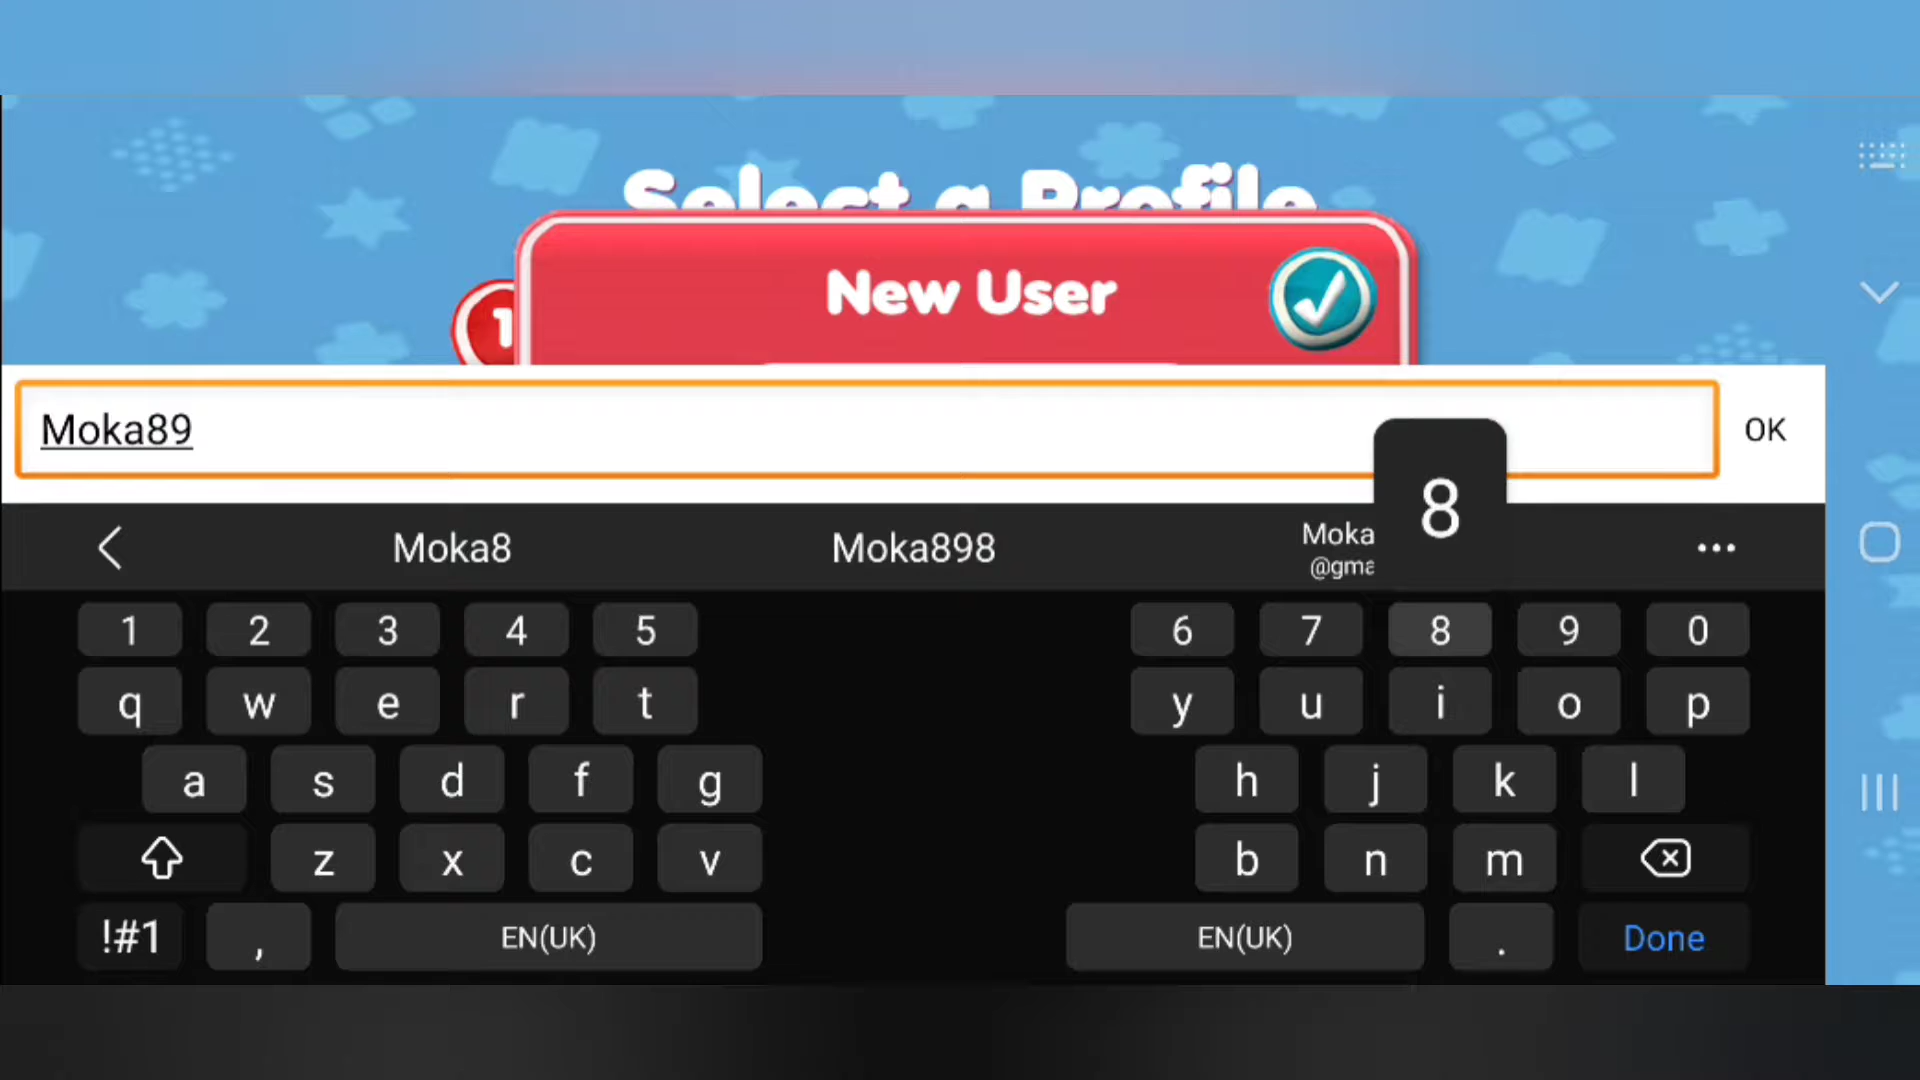 Select a Profile
New User
1
Moka89
OK
8
Moka8
Moka898
Moka
@gma
1 2 3 4 5 6 7 8 9 0
q w e r t y u i o p
a s d f g h j k l
z x c v b n m
!#1 , EN(UK) EN(UK) . Done